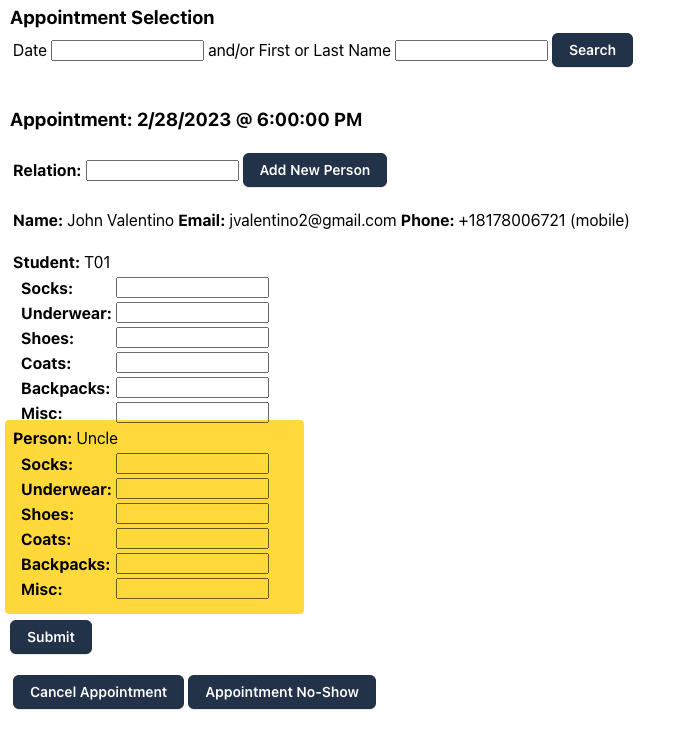 Appointment Selection
Date and/or First or Last Name Search
Appointment: 2/28/2023 @ 6:00:00 PM
Relation: Add New Person
Name: John Valentino Email: jvalentino2@gmail.com Phone: +18178006721 (mobile)
Student: T01
Socks:
Underwear:
Shoes:
Coats:
Backpacks:
Misc:
Person: Uncle
Socks:
Underwear:
Shoes:
Coats:
Backpacks:
Misc:
Submit
Cancel Appointment Appointment No-Show